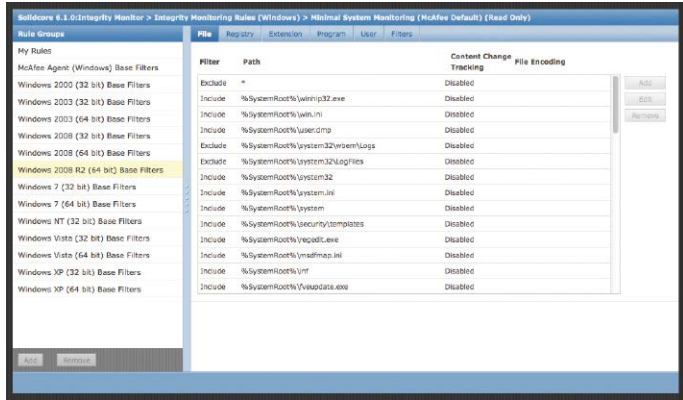 Solidcore 6.1.0:Integrity Monitor > Integrity Monitoring Rules (Windows) > Minimal System Monitoring (McAfee Default) (Read Only)
Rule Groups
My Rules
McAfee Agent (Windows) Base Filters
Windows 2000 (32 bit) Base Filters
Windows 2003 (32 bit) Base Filters
Windows 2003 (64 bit) Base Filters
Windows 2008 (32 bit) Base Filters
Windows 2008 (64 bit) Base Filters
Windows 2008 R2 (64 bit) Base Filters
Windows 7 (32 bit) Base Filters
Windows 7 (64 bit) Base Filters
Windows NT (32 bit) Base Filters
Windows Vista (32 bit) Base Filters
Windows Vista (64 bit) Base Filters
Windows XP (32 bit) Base Filters
Windows XP (64 bit) Base Filters
Add Remove
File Registry Extension Program User Filters
Filter Path Content Change Tracking File Encoding
Exclude * Disabled
Include %SystemRoot%\winhlp32.exe Disabled
Include %SystemRoot%\win.ini Disabled
Include %SystemRoot%\user.dmp Disabled
Exclude %SystemRoot%\system32\wbem\Logs Disabled
Exclude %SystemRoot%\system32\LogFiles Disabled
Include %SystemRoot%\system32 Disabled
Include %SystemRoot%\system.ini Disabled
Include %SystemRoot%\system Disabled
Include %SystemRoot%\security\templates Disabled
Include %SystemRoot%\regedit.exe Disabled
Include %SystemRoot%\msdfmap.ini Disabled
Include %SystemRoot%\inf Disabled
Include %SystemRoot%\fveupdate.exe Disabled
Add
Edit
Remove